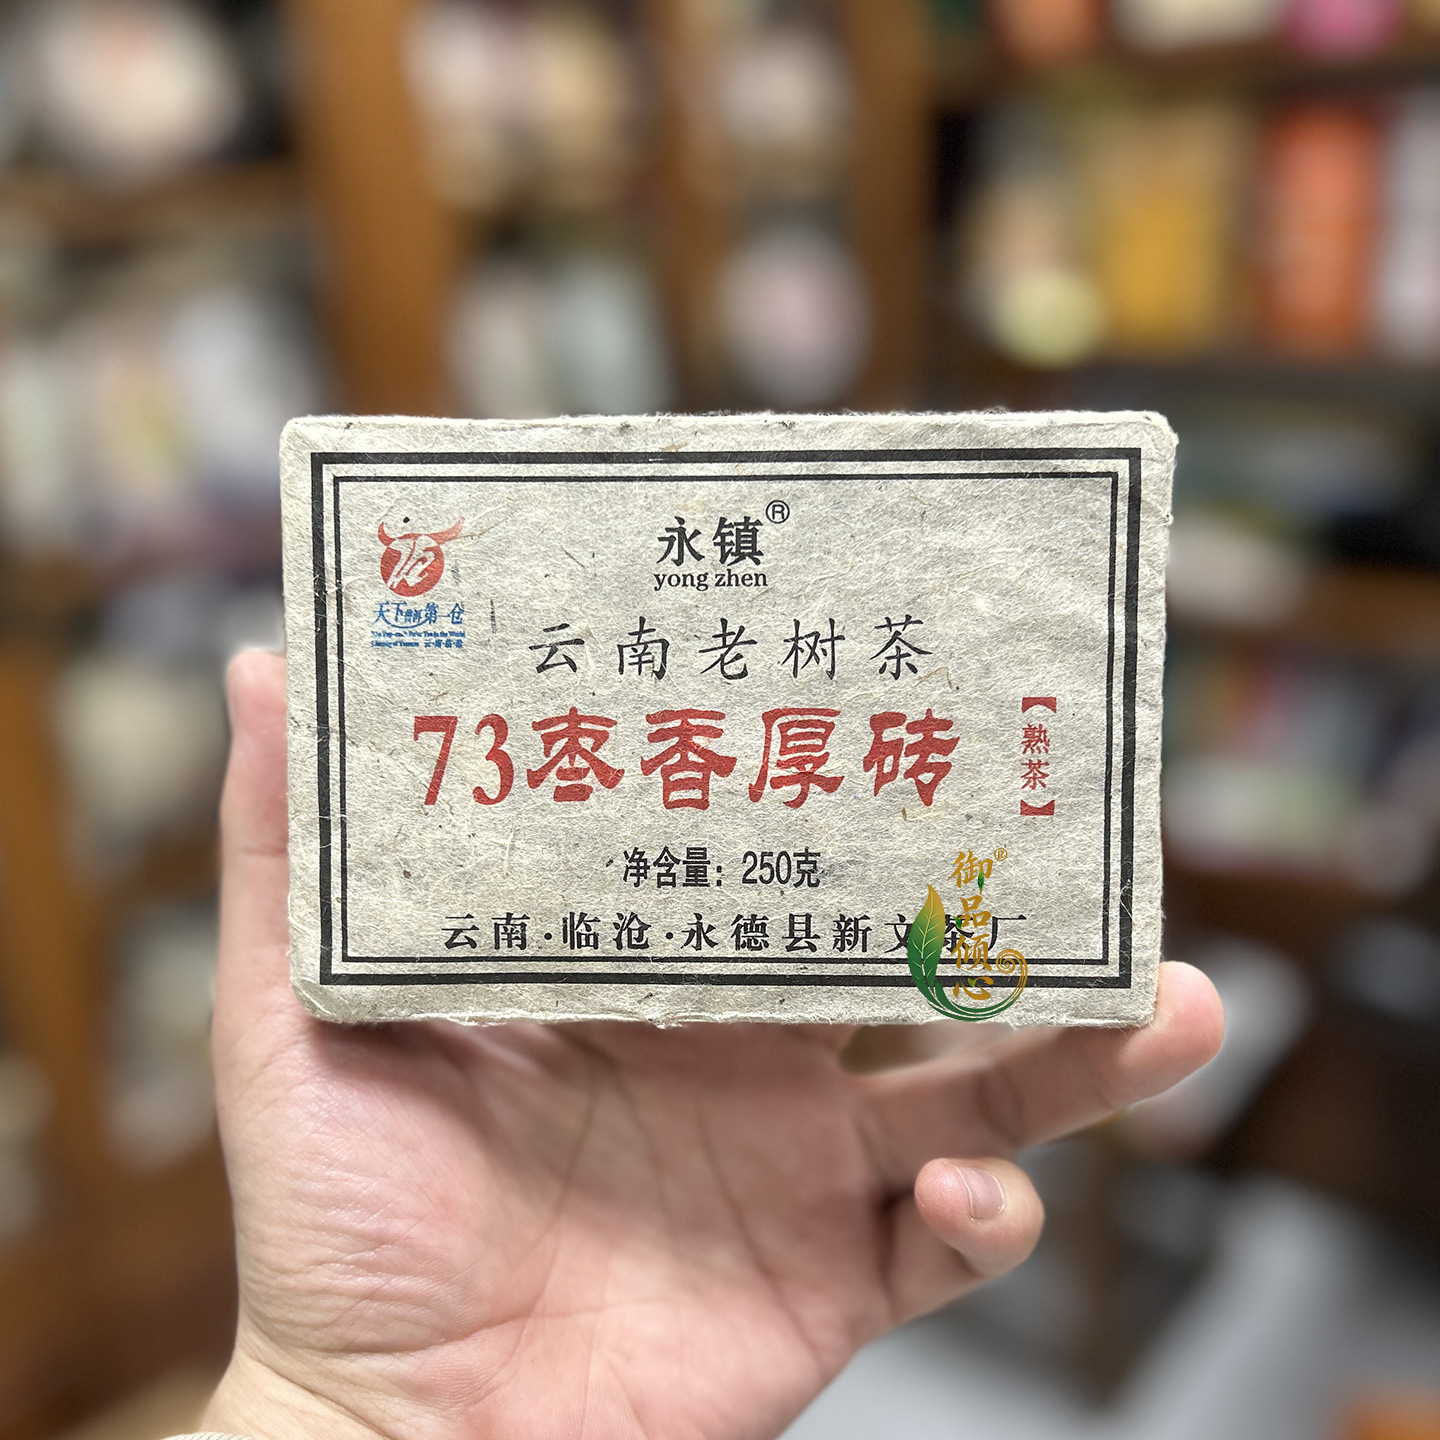 永镇®
yong zhen
天下普洱第一仓
云南老树茶
73枣香厚砖
【熟茶】
净含量：250克
云南·临沧·永德县新文茶厂
御品倾心®